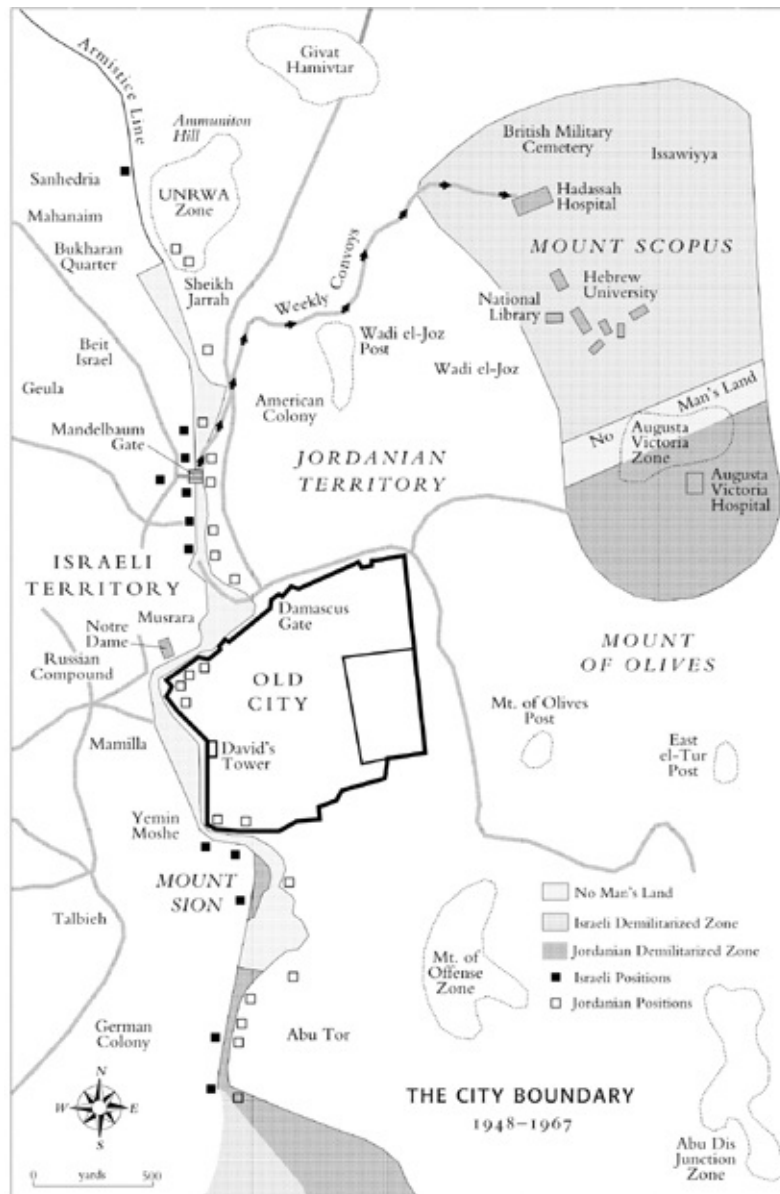 Armistice Line
Givat
Hamivtar
Ammuniton
Hill
UNRWA
Zone
Sanhedria
Mahanaim
Bukharan
Quarter
Sheikh
Jarrah
British Military
Cemetery
Issawiyya
Hadassah
Hospital
MOUNT SCOPUS
Hebrew
University
National
Library
Weekly Convoys
Wadi el-Joz
Post
Wadi el-Joz
Beit
Israel
Geula
American
Colony
Mandelbaum
Gate
No Man's Land
Augusta
Victoria
Zone
Augusta
Victoria
Hospital
JORDANIAN
TERRITORY
ISRAELI
TERRITORY
Musrara
Notre
Dame
Russian
Compound
Damascus
Gate
OLD
CITY
MOUNT
OF OLIVES
Mt. of Olives
Post
East
el-Tur
Post
Mamilla
David's
Tower
Yemin
Moshe
MOUNT
SION
Talbieh
No Man's Land
Israeli Demilitarized Zone
Jordanian Demilitarized Zone
Israeli Positions
Jordanian Positions
Mt. of
Offense
Zone
German
Colony
Abu Tor
N
W E
S
0 yards 500
THE CITY BOUNDARY
1948–1967
Abu Dis
Junction
Zone